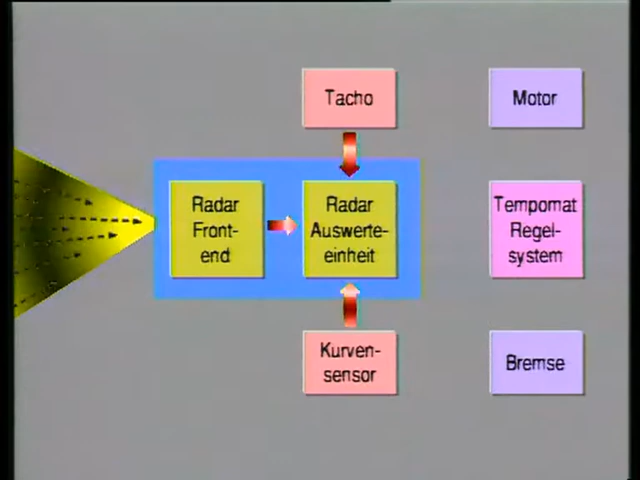 Tacho
Motor
Radar
Front-
end
Radar
Auswerte-
einheit
Tempomat
Regel-
system
Kurven-
sensor
Bremse